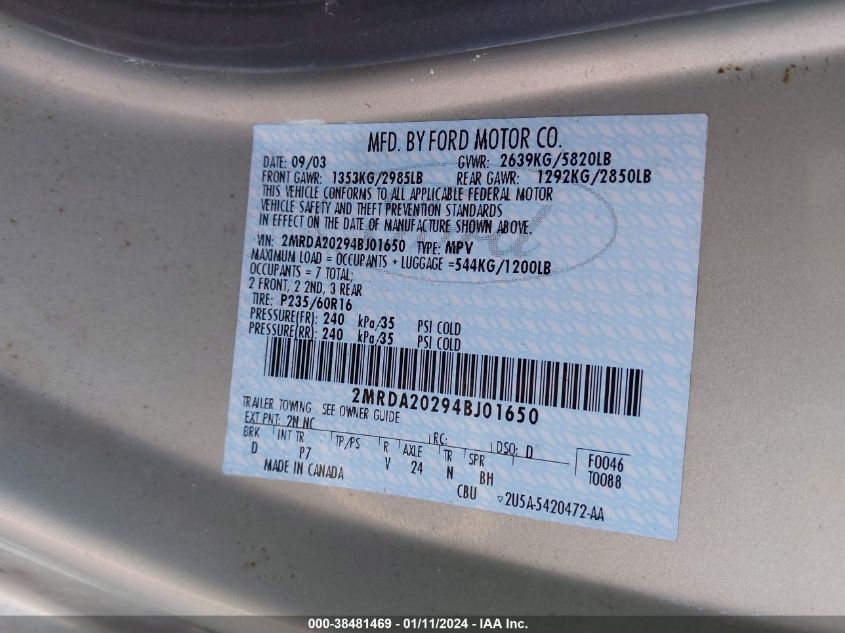 MFD. BY FORD MOTOR CO.
DATE: 09/03 GVWR: 2639KG/5820LB
FRONT GAWR: 1353KG/2985LB REAR GAWR: 1292KG/2850LB
THIS VEHICLE CONFORMS TO ALL APPLICABLE FEDERAL MOTOR
VEHICLE SAFETY AND THEFT PREVENTION STANDARDS
IN EFFECT ON THE DATE OF MANUFACTURE SHOWN ABOVE.
VIN: 2MRDA20294BJ01650 TYPE: MPV
MAXIMUM LOAD = OCCUPANTS + LUGGAGE =544KG/1200LB
OCCUPANTS = 7 TOTAL;
2 FRONT, 2 2ND, 3 REAR
TIRE: P235/60R16
PRESSURE(FR): 240 kPa/35 PSI COLD
PRESSURE(RR): 240 kPa/35 PSI COLD
2MRDA20294BJ01650
TRAILER TOWING - SEE OWNER GUIDE
EXT PNT: 2N NC RC: DSO: D F0046
BRK INT TR TP/PS R AXLE TR SPR T0088
D P7 V 24 N BH
MADE IN CANADA CBU ▽2U5A-5420472-AA
000-38481469 - 01/11/2024 - IAA Inc.